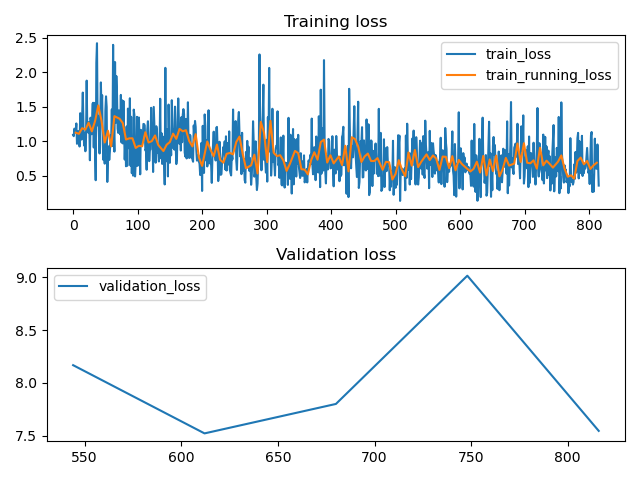 Training loss
2.5
2.0
1.5
1.0
0.5
train_loss
train_running_loss
0 100 200 300 400 500 600 700 800
Validation loss
9.0
8.5
8.0
7.5
validation_loss
550 600 650 700 750 800